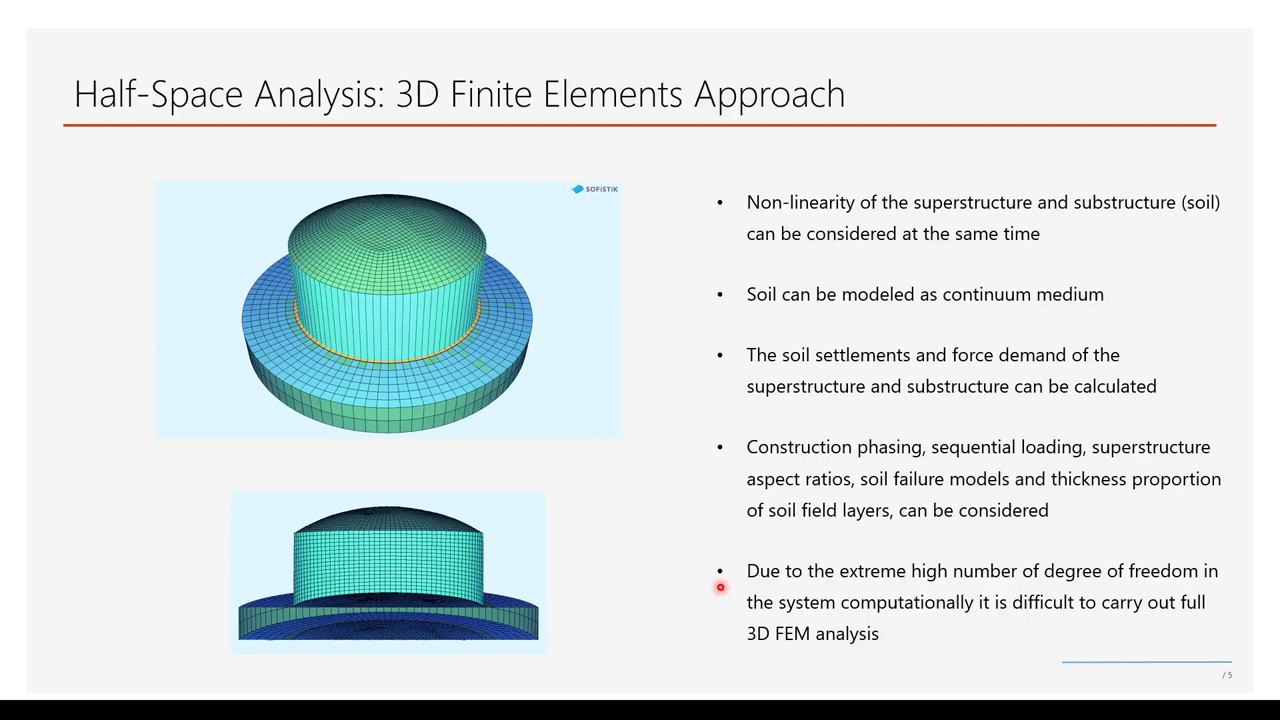 Half-Space Analysis: 3D Finite Elements Approach
SOFiSTiK
• Non-linearity of the superstructure and substructure (soil)
can be considered at the same time
• Soil can be modeled as continuum medium
• The soil settlements and force demand of the
superstructure and substructure can be calculated
• Construction phasing, sequential loading, superstructure
aspect ratios, soil failure models and thickness proportion
of soil field layers, can be considered
• Due to the extreme high number of degree of freedom in
the system computationally it is difficult to carry out full
3D FEM analysis
/ 5